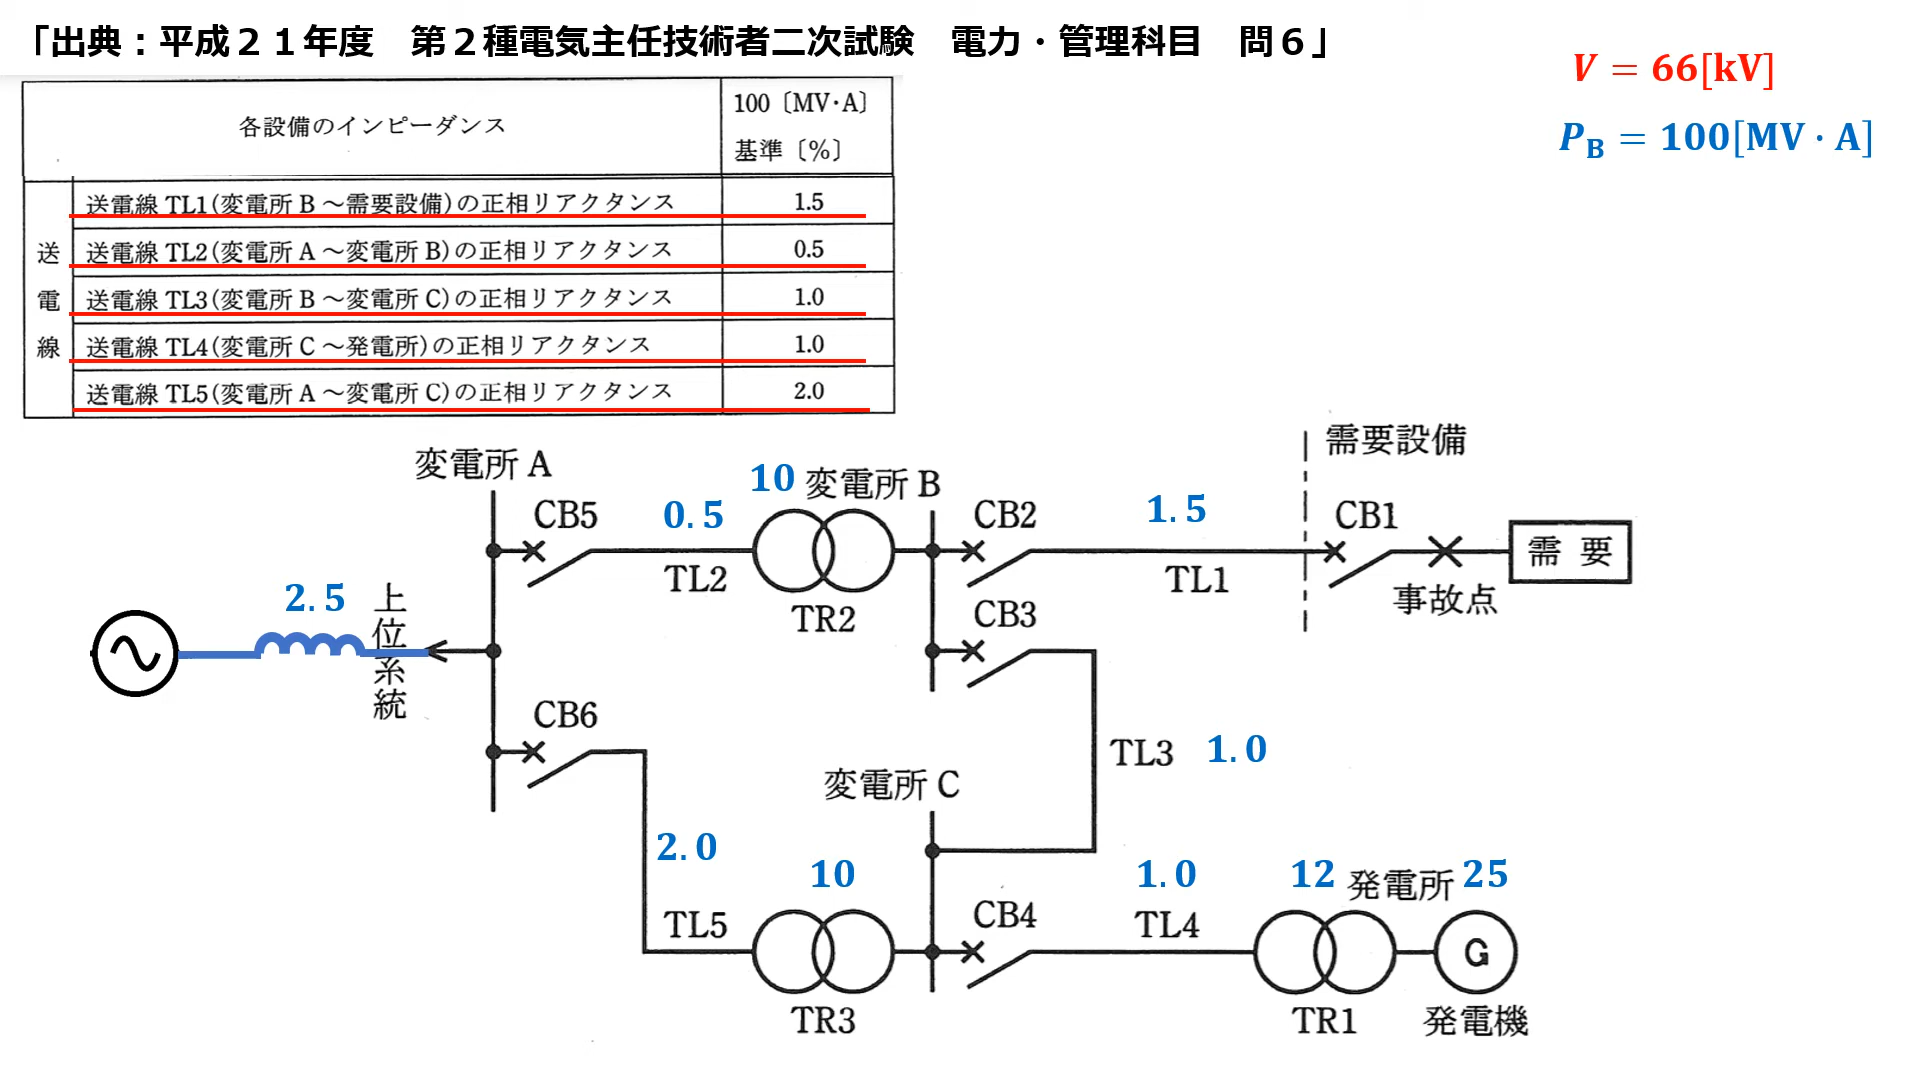 「出典：平成２１年度　第２種電気主任技術者二次試験　電力・管理科目　問６」
V = 66[kV]
P_B = 100[MV・A]
各設備のインピーダンス
100〔MV·A〕
基準〔%〕
送電線
送電線 TL1(変電所 B ～需要設備)の正相リアクタンス 1.5
送電線 TL2(変電所 A ～変電所 B)の正相リアクタンス 0.5
送電線 TL3(変電所 B ～変電所 C)の正相リアクタンス 1.0
送電線 TL4(変電所 C ～発電所)の正相リアクタンス 1.0
送電線 TL5(変電所 A ～変電所 C)の正相リアクタンス 2.0
需要設備
変電所 A
10 変電所 B
CB5
0.5
CB2
1.5
CB1
需 要
TL2
TL1
事故点
2.5
上位系統
TR2
CB3
CB6
TL3 1.0
変電所 C
2.0
10
1.0
12 発電所 25
TL5
CB4
TL4
G
TR3
TR1
発電機